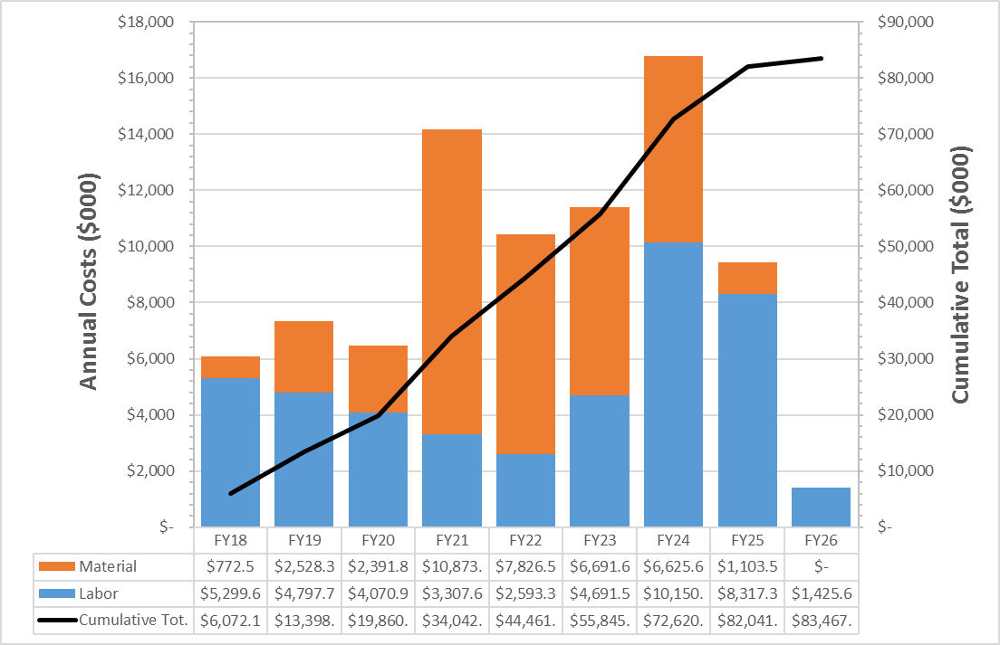 $18,000 $90,000
$16,000 $80,000
$14,000 $70,000
$12,000 $60,000
$10,000 $50,000
$8,000 $40,000
$6,000 $30,000
$4,000 $20,000
$2,000 $10,000
$- $-
Annual Costs ($000)
Cumulative Total ($000)
FY18 FY19 FY20 FY21 FY22 FY23 FY24 FY25 FY26
Material $772.5 $2,528.3 $2,391.8 $10,873. $7,826.5 $6,691.6 $6,625.6 $1,103.5 $-
Labor $5,299.6 $4,797.7 $4,070.9 $3,307.6 $2,593.3 $4,691.5 $10,150. $8,317.3 $1,425.6
Cumulative Tot. $6,072.1 $13,398. $19,860. $34,042. $44,461. $55,845. $72,620. $82,041. $83,467.